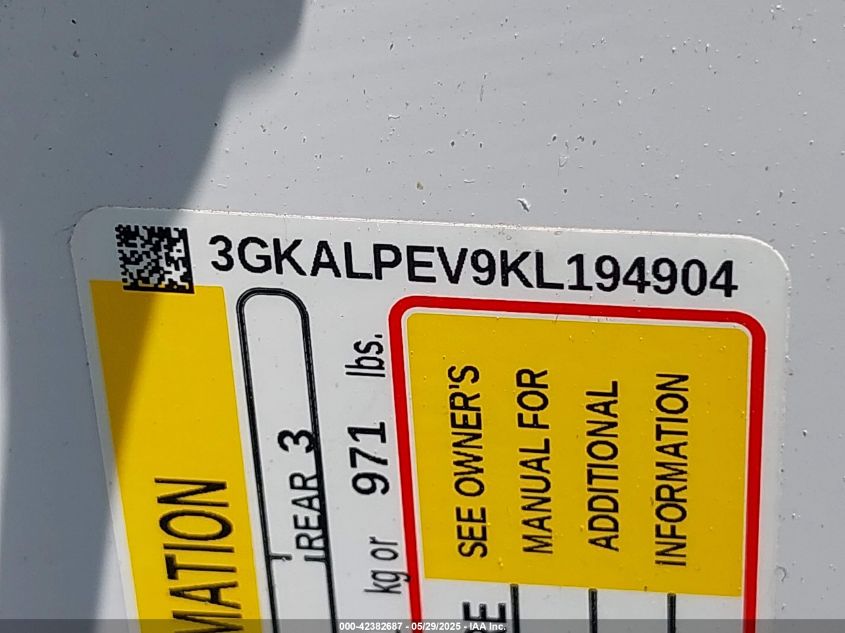 3GKALPEV9KL194904
SEE OWNER'S
MANUAL FOR
ADDITIONAL
INFORMATION
kg or 971 lbs.
REAR 3
000-42382687 - 05/29/2025 - IAA Inc.